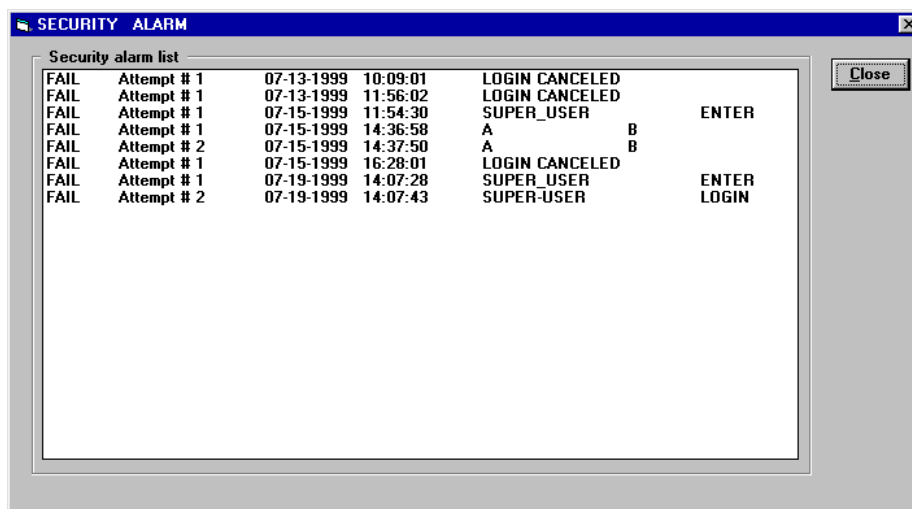 SECURITY ALARM
Security alarm list
Close
FAIL Attempt # 1 07-13-1999 10:09:01 LOGIN CANCELED
FAIL Attempt # 1 07-13-1999 11:56:02 LOGIN CANCELED
FAIL Attempt # 1 07-15-1999 11:54:30 SUPER_USER ENTER
FAIL Attempt # 1 07-15-1999 14:36:58 A B
FAIL Attempt # 2 07-15-1999 14:37:50 A B
FAIL Attempt # 1 07-15-1999 16:28:01 LOGIN CANCELED
FAIL Attempt # 1 07-19-1999 14:07:28 SUPER_USER ENTER
FAIL Attempt # 2 07-19-1999 14:07:43 SUPER-USER LOGIN